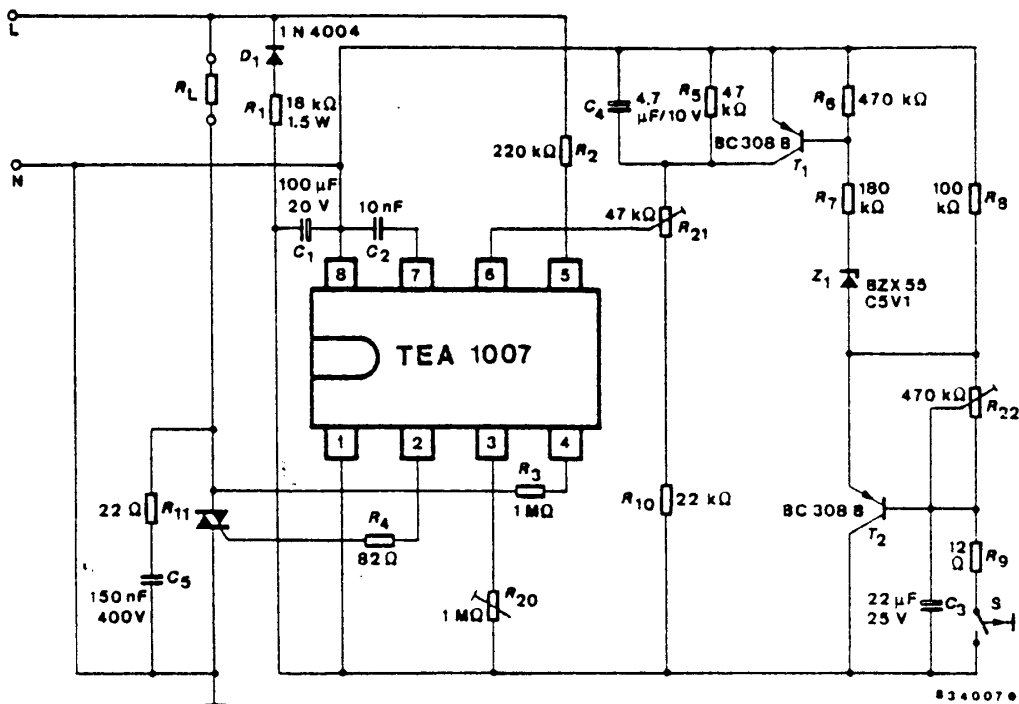 L
1N4004
D1
RL
R1
18 kΩ
1.5 W
N
100 µF
20 V
C1
10 nF
C2
220 kΩ
R2
C4
4.7
µF/10 V
R5
47
kΩ
BC 308 B
T1
R6
470 kΩ
R7
180
kΩ
100
kΩ
R8
47 kΩ
R21
Z1
BZX 55
C5V1
8
7
6
5
TEA 1007
1
2
3
4
470 kΩ
R22
R3
1 MΩ
22 Ω
R11
R4
82 Ω
R10
22 kΩ
BC 308 B
T2
12
Ω
R9
C5
150 nF
400 V
1 MΩ
R20
22 µF
25 V
C3
S
8340070